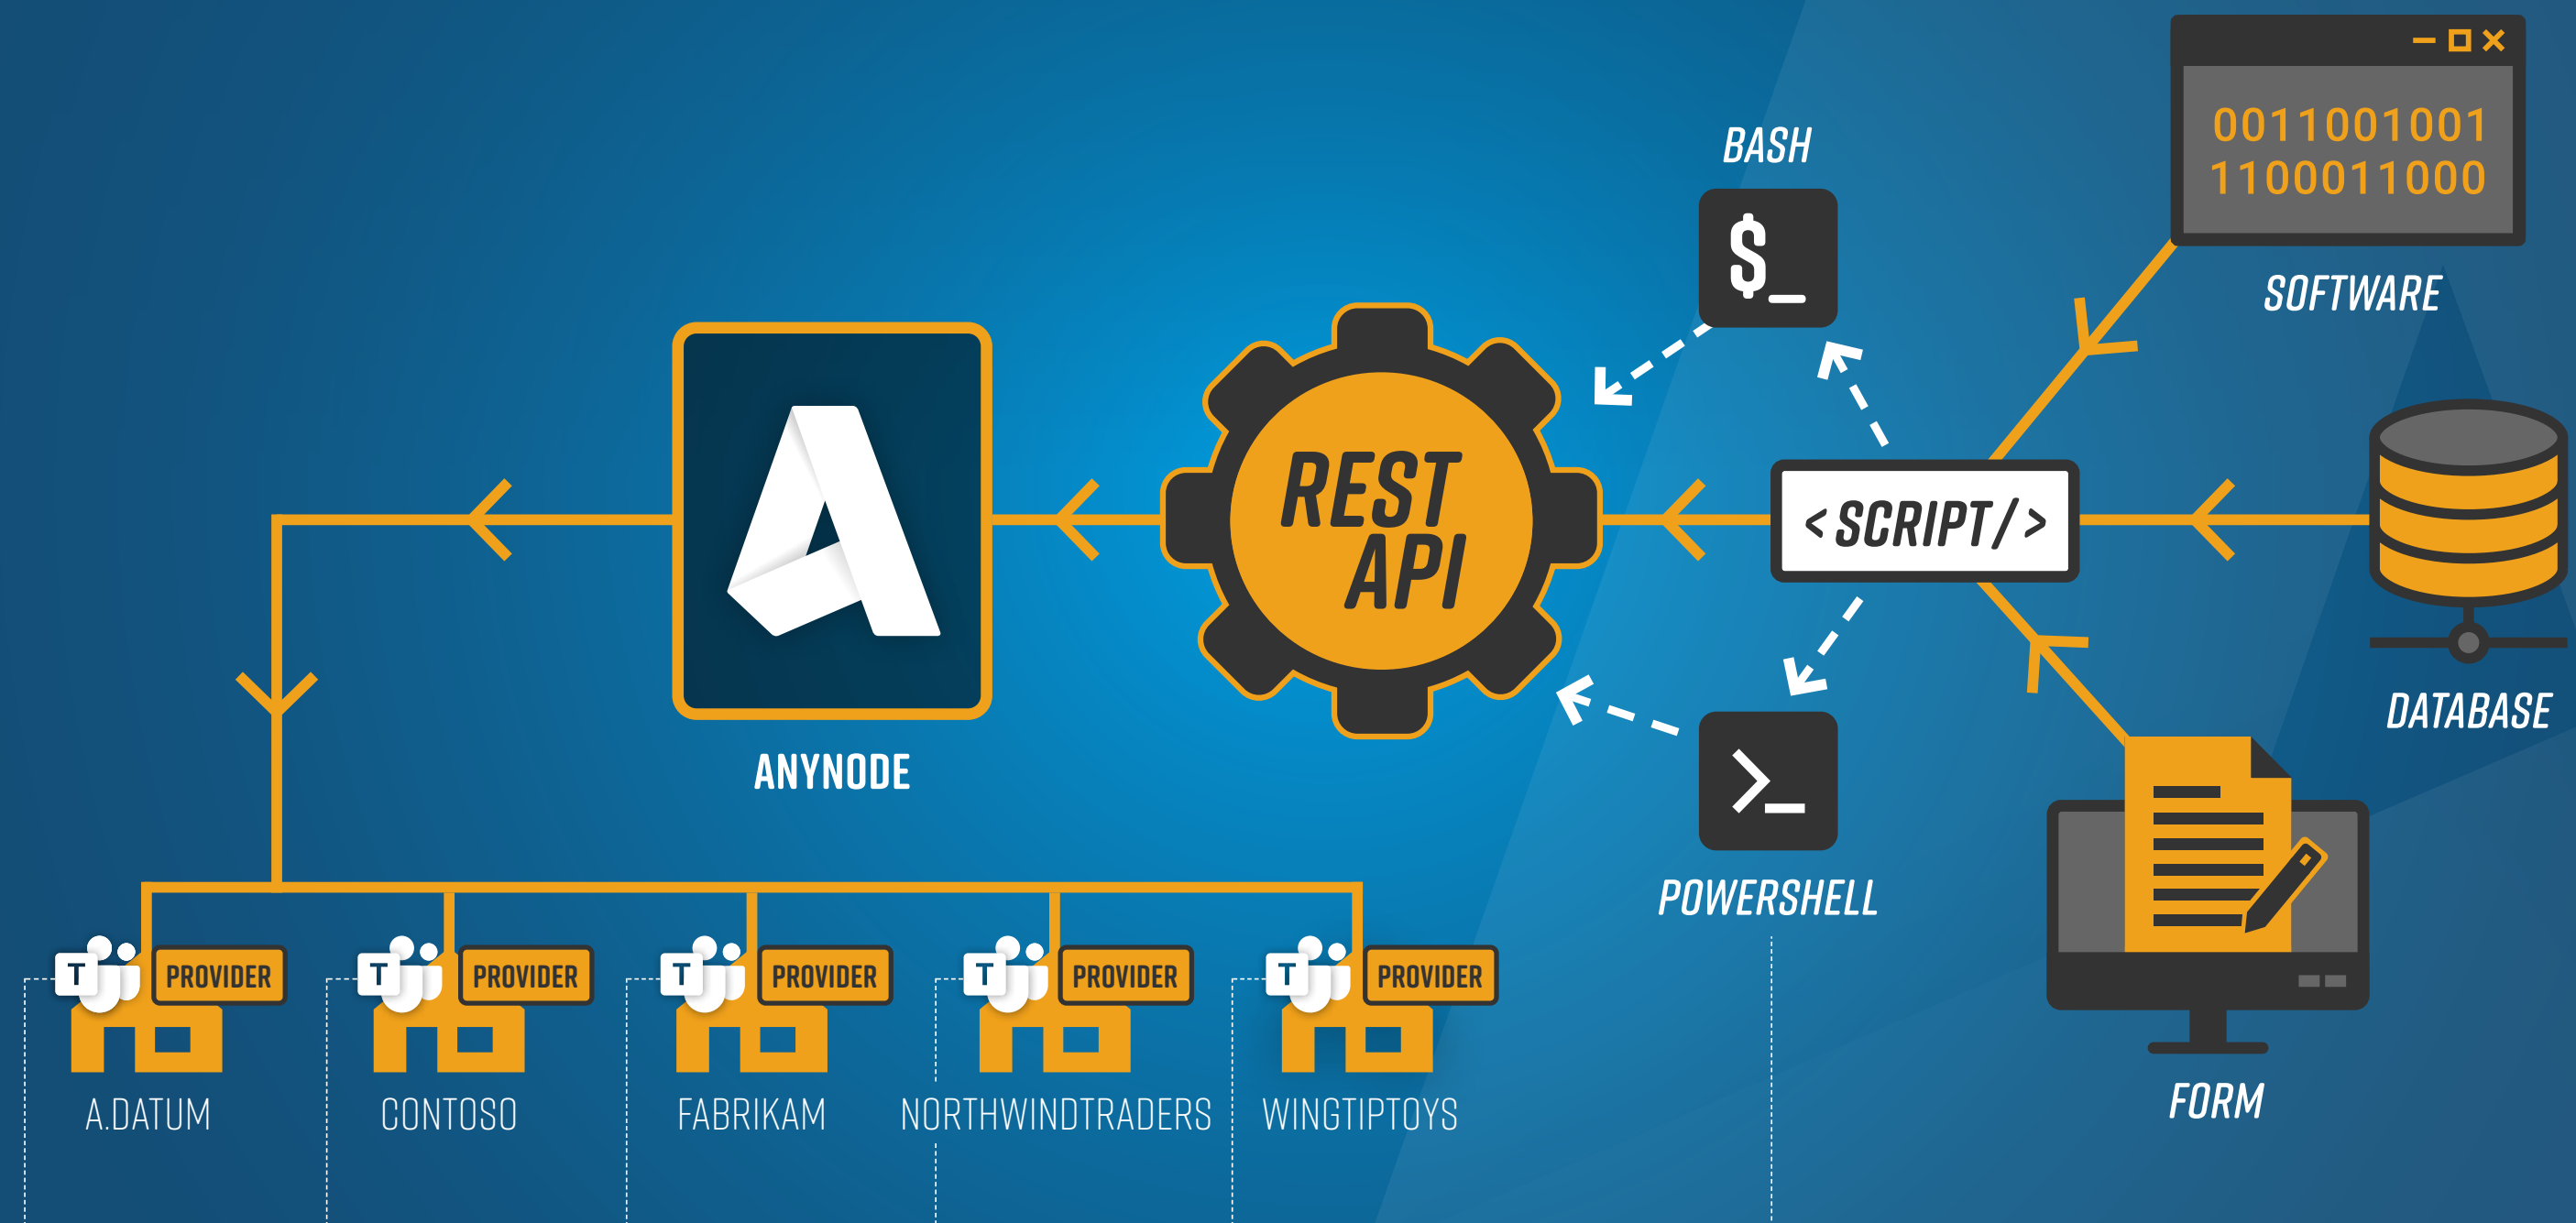 0011001001
1100011000
SOFTWARE
BASH
$_
REST
API
<SCRIPT/>
DATABASE
ANYNODE
>_
POWERSHELL
FORM
T PROVIDER
T PROVIDER
T PROVIDER
T PROVIDER
T PROVIDER
A.DATUM
CONTOSO
FABRIKAM
NORTHWINDTRADERS
WINGTIPTOYS